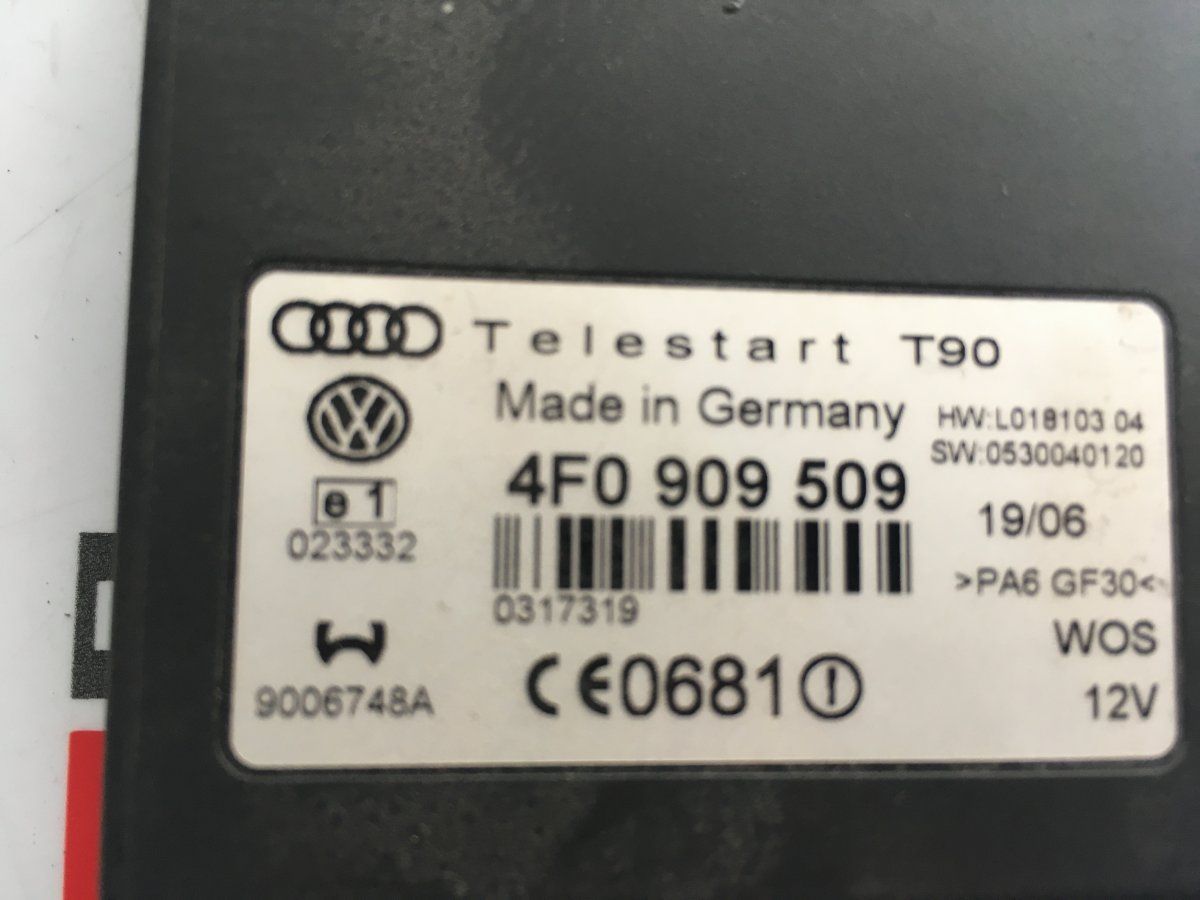 Telestart T90
Made in Germany
HW:L018103 04
SW:0530040120
4F0 909 509
e1
023332
19/06
0317319
>PA6 GF30<
WOS
9006748A
CE0681
12V